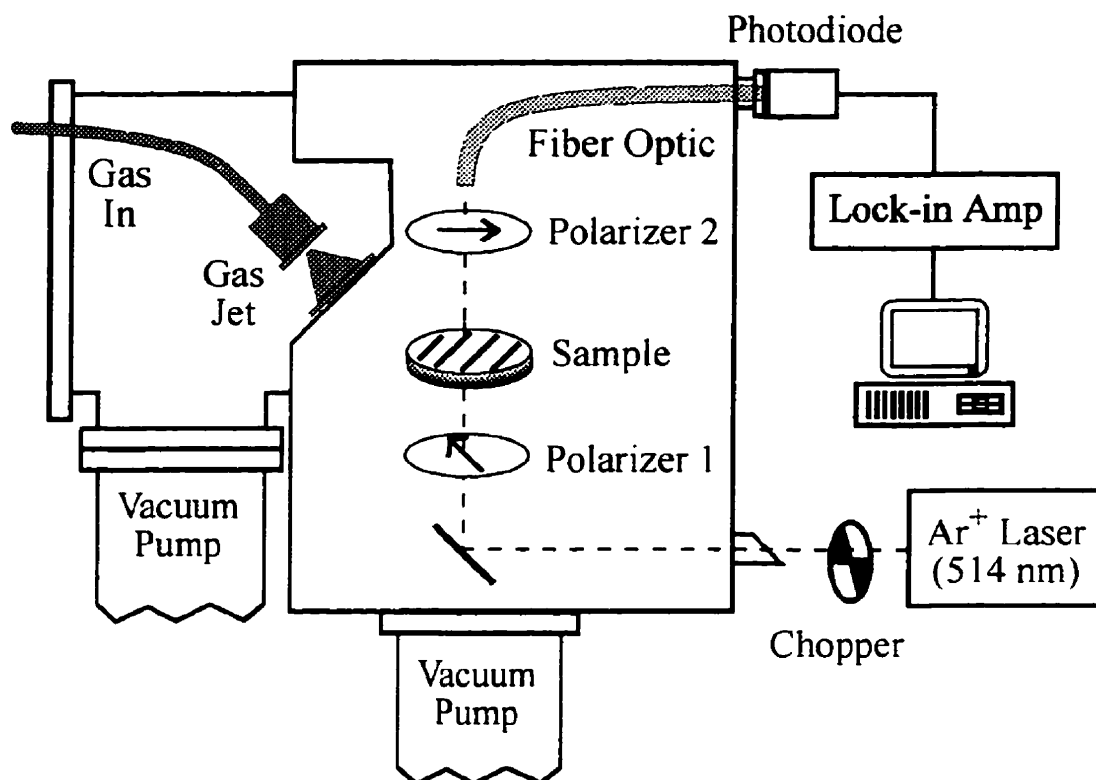 Photodiode
Fiber Optic
Gas
In
Lock-in Amp
Polarizer 2
Gas
Jet
Sample
Polarizer 1
Vacuum
Pump
Ar⁺ Laser
(514 nm)
Chopper
Vacuum
Pump